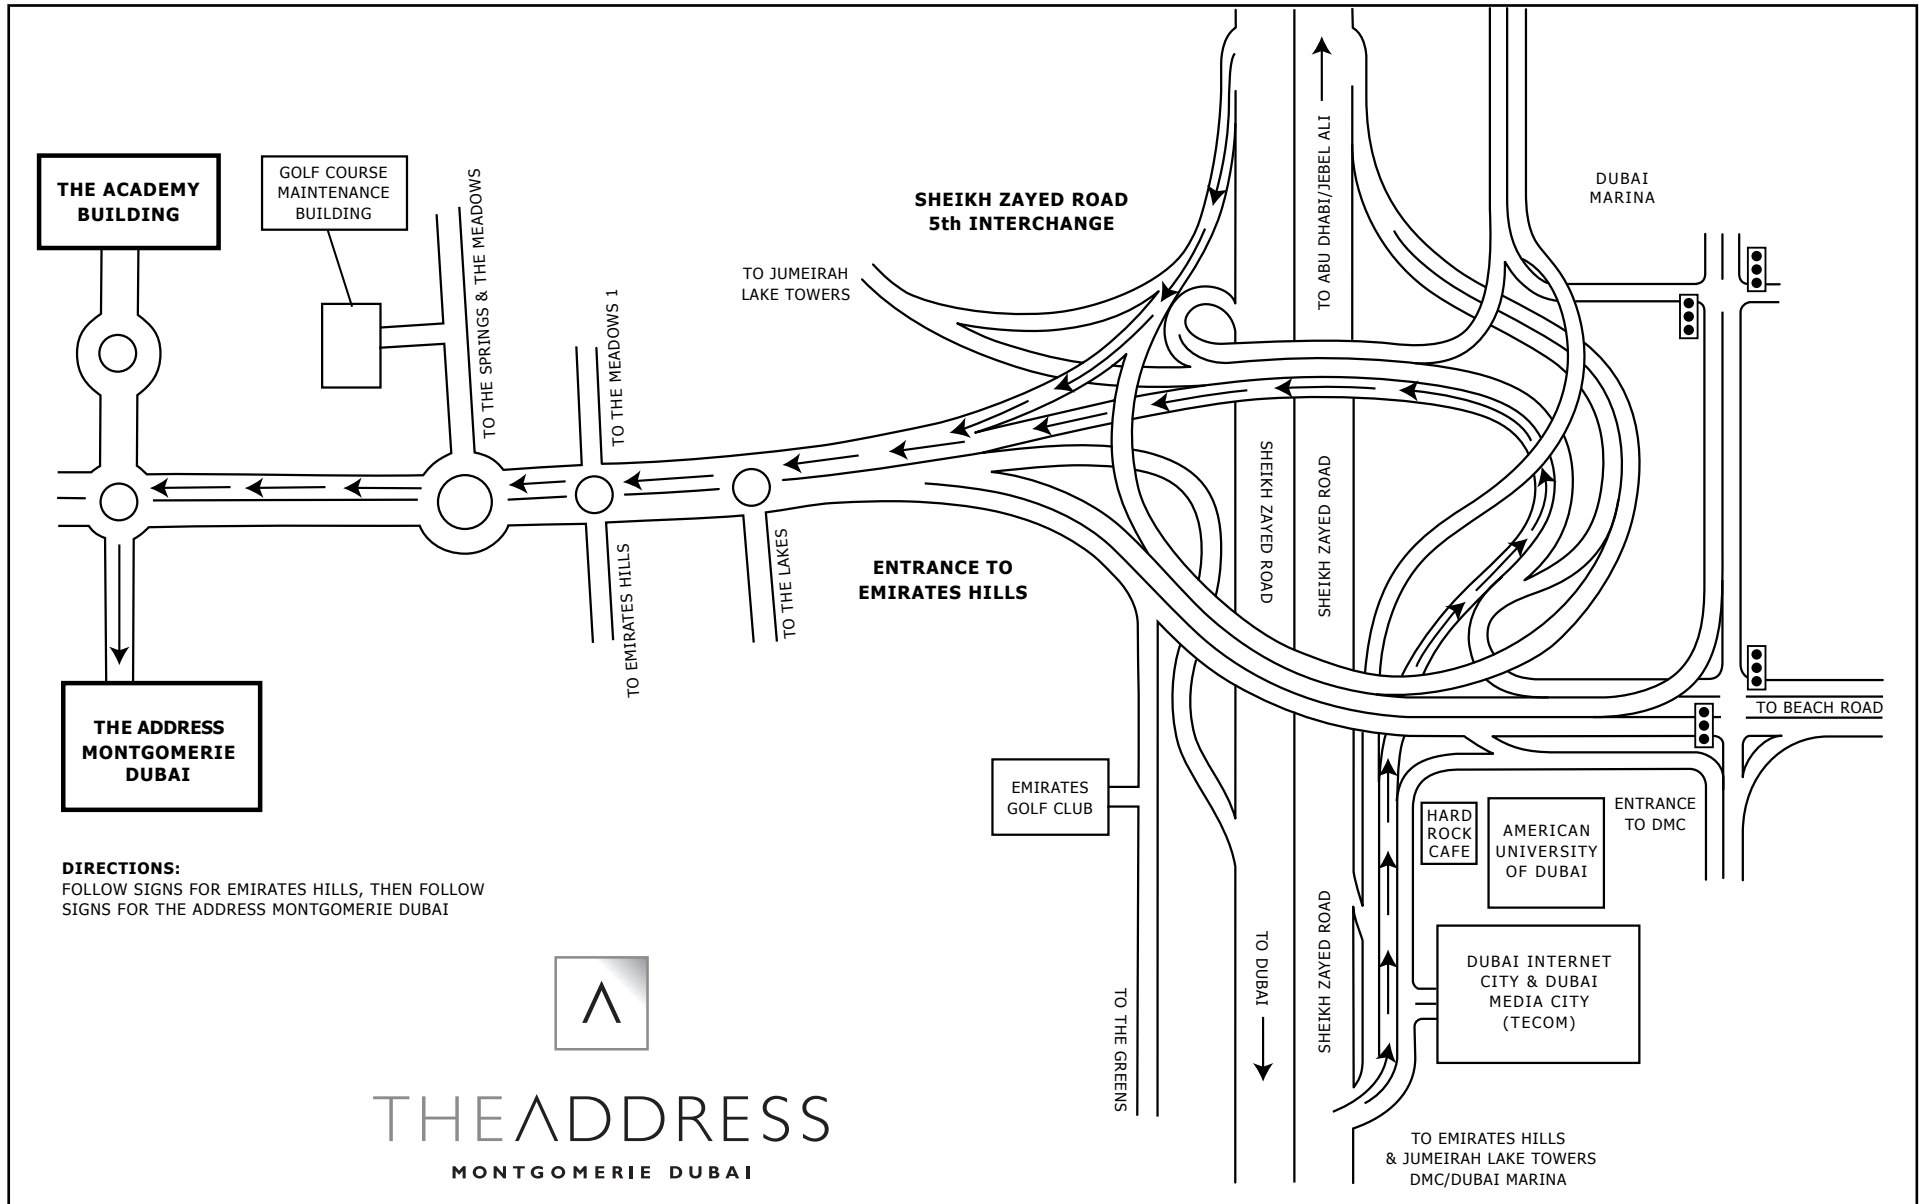 THE ACADEMY
BUILDING
GOLF COURSE
MAINTENANCE
BUILDING
TO THE SPRINGS & THE MEADOWS
TO THE MEADOWS 1
SHEIKH ZAYED ROAD
5th INTERCHANGE
TO JUMEIRAH
LAKE TOWERS
TO ABU DHABI/JEBEL ALI
DUBAI
MARINA
SHEIKH ZAYED ROAD
SHEIKH ZAYED ROAD
ENTRANCE TO
EMIRATES HILLS
TO EMIRATES HILLS
TO THE LAKES
THE ADDRESS
MONTGOMERIE
DUBAI
TO BEACH ROAD
EMIRATES
GOLF CLUB
HARD
ROCK
CAFE
AMERICAN
UNIVERSITY
OF DUBAI
ENTRANCE
TO DMC
DIRECTIONS:
FOLLOW SIGNS FOR EMIRATES HILLS, THEN FOLLOW
SIGNS FOR THE ADDRESS MONTGOMERIE DUBAI
TO DUBAI
SHEIKH ZAYED ROAD
DUBAI INTERNET
CITY & DUBAI
MEDIA CITY
(TECOM)
TO THE GREENS
THE ADDRESS
MONTGOMERIE DUBAI
TO EMIRATES HILLS
& JUMEIRAH LAKE TOWERS
DMC/DUBAI MARINA